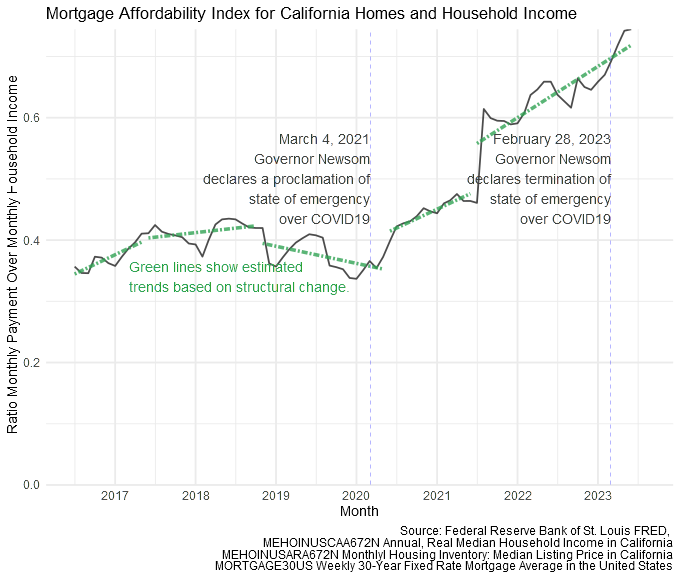 Mortgage Affordability Index for California Homes and Household Income
Ratio Monthly Payment Over Monthly Household Income
0.6
0.4
0.2
0.0
March 4, 2021
Governor Newsom
declares a proclamation of
state of emergency
over COVID19
February 28, 2023
Governor Newsom
declares termination of
state of emergency
over COVID19
Green lines show estimated
trends based on structural change.
2017
2018
2019
2020
2021
2022
2023
Month
Source: Federal Reserve Bank of St. Louis FRED,
MEHOINUSCAA672N Annual, Real Median Household Income in California
MEHOINUSARA672N Monthlyl Housing Inventory: Median Listing Price in California
MORTGAGE30US Weekly 30-Year Fixed Rate Mortgage Average in the United States